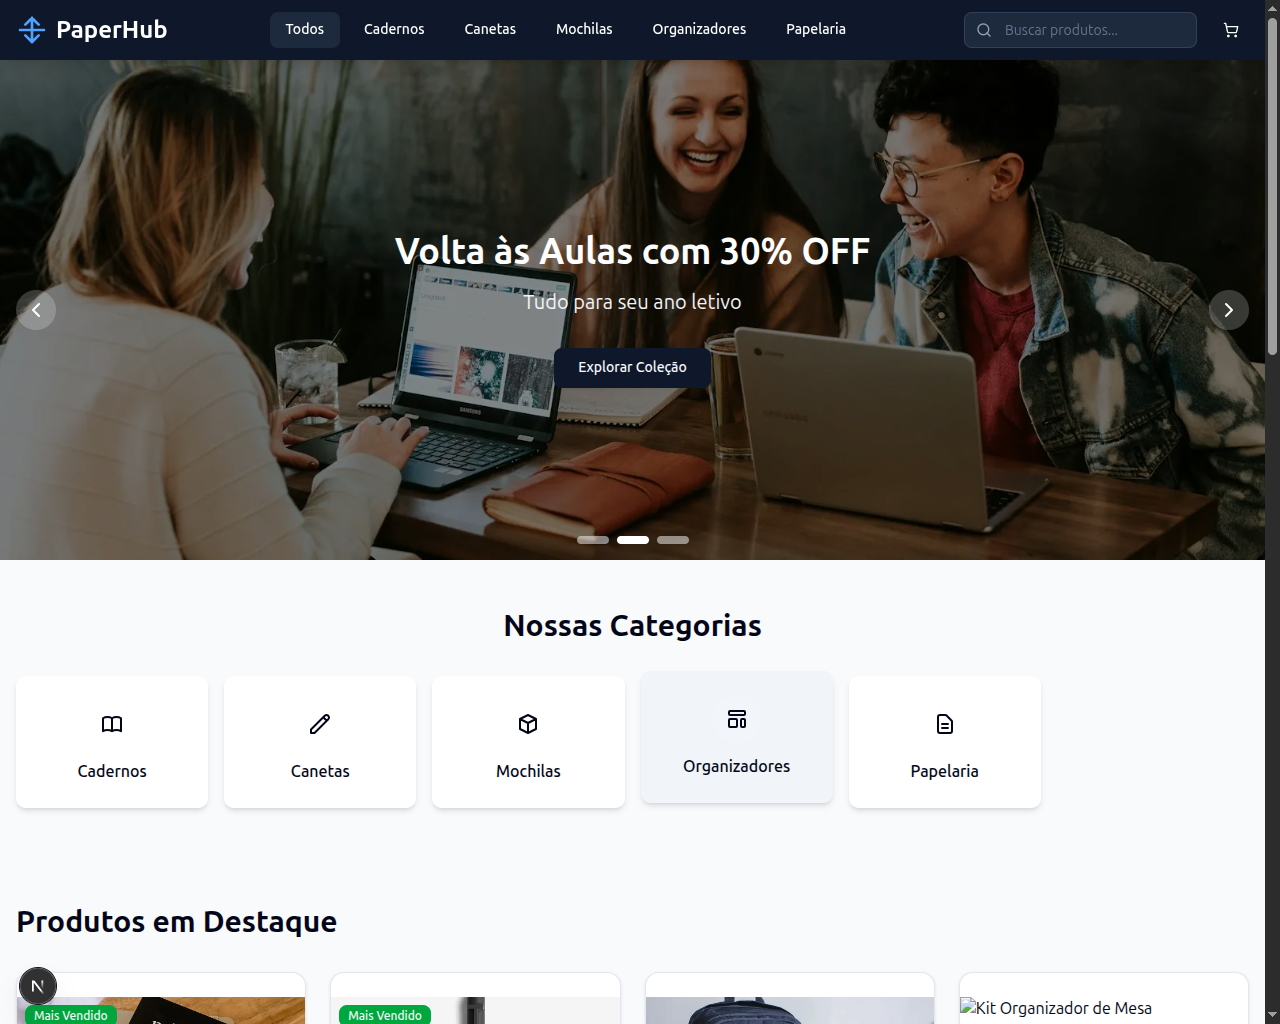 PaperHub
Todos
Cadernos
Canetas
Mochilas
Organizadores
Papelaria
Buscar produtos...
Volta às Aulas com 30% OFF
Tudo para seu ano letivo
Explorar Coleção
SAMSUNG
Nossas Categorias
Cadernos
Canetas
Mochilas
Organizadores
Papelaria
Produtos em Destaque
N
Mais Vendido
Mais Vendido
Kit Organizador de Mesa